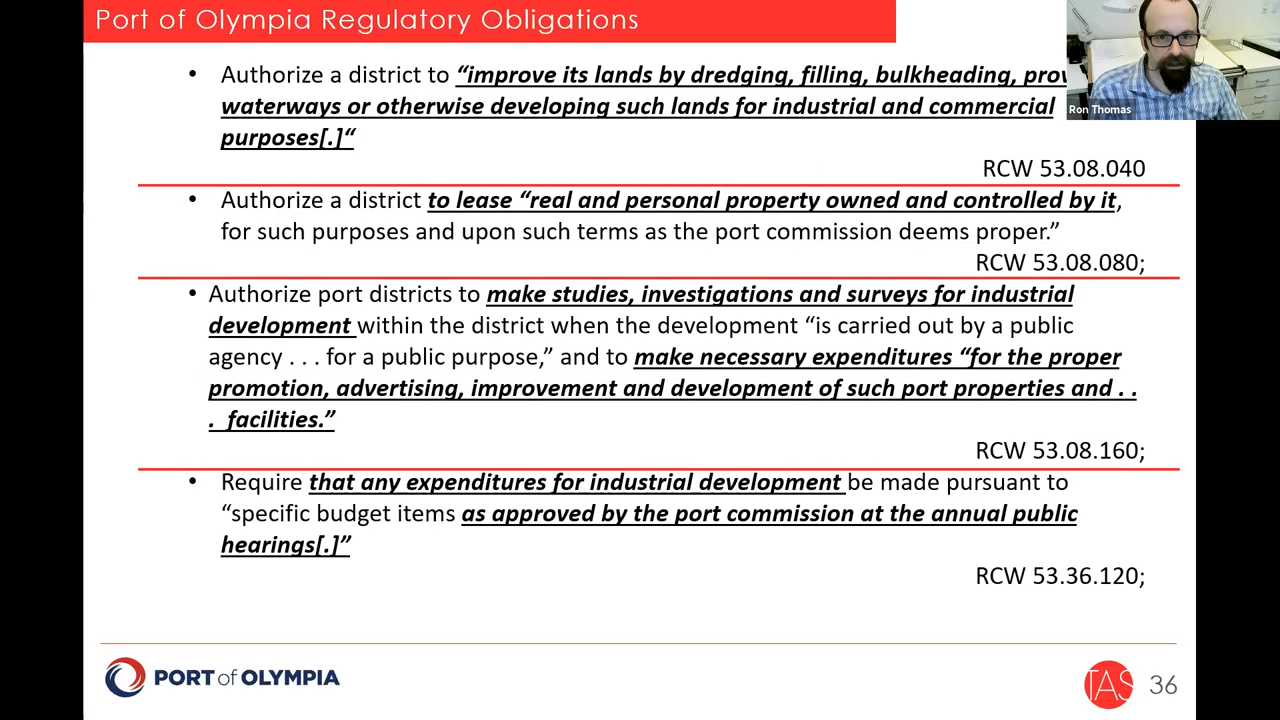 Port of Olympia Regulatory Obligations
• Authorize a district to “improve its lands by dredging, filling, bulkheading,
waterways or otherwise developing such lands for industrial and commercial
purposes[.]“
Ron Thomas
RCW 53.08.040
• Authorize a district to lease “real and personal property owned and controlled by it,
for such purposes and upon such terms as the port commission deems proper.”
RCW 53.08.080;
• Authorize port districts to make studies, investigations and surveys for industrial
development within the district when the development “is carried out by a public
agency . . . for a public purpose,” and to make necessary expenditures “for the proper
promotion, advertising, improvement and development of such port properties and . .
. facilities.”
RCW 53.08.160;
• Require that any expenditures for industrial development be made pursuant to
“specific budget items as approved by the port commission at the annual public
hearings[.]”
RCW 53.36.120;
PORT of OLYMPIA
TAS 36